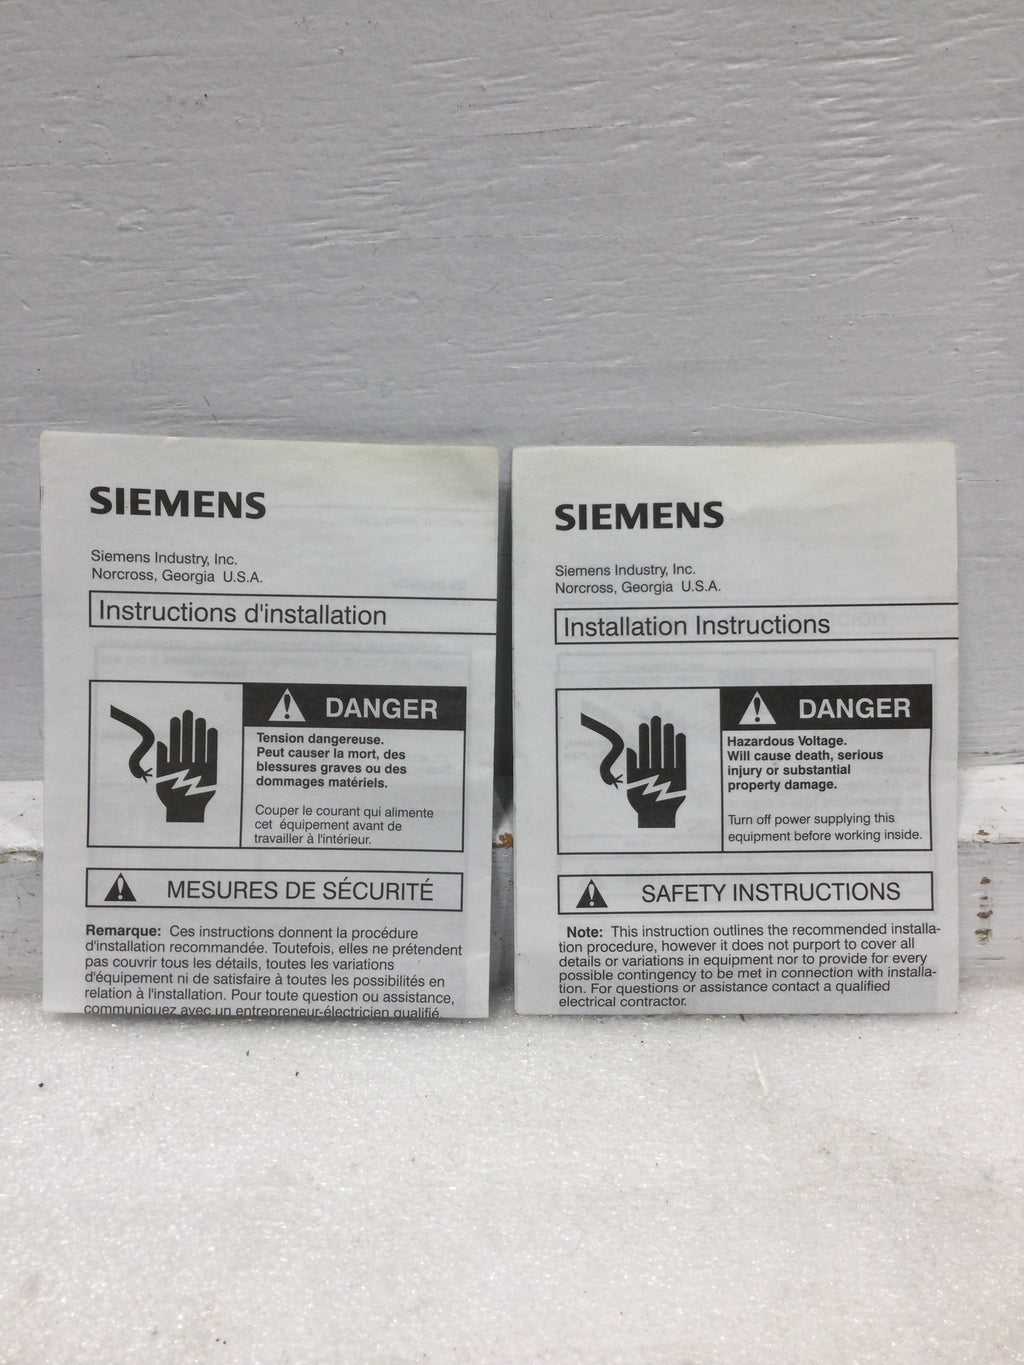 SIEMENS
Siemens Industry, Inc.
Norcross, Georgia U.S.A.
Instructions d'installation
DANGER
Tension dangereuse.
Peut causer la mort, des
blessures graves ou des
dommages matériels.
Couper le courant qui alimente
cet équipement avant de
travailler à l'intérieur.
MESURES DE SÉCURITÉ
Remarque: Ces instructions donnent la procédure
d'installation recommandée. Toutefois, elles ne prétendent
pas couvrir tous les détails, toutes les variations
d'équipement ni de satisfaire à toutes les possibilités en
relation à l'installation. Pour toute question ou assistance,
communiquez avec un entrepreneur-électricien qualifié
SIEMENS
Siemens Industry, Inc.
Norcross, Georgia U.S.A.
Installation Instructions
DANGER
Hazardous Voltage.
Will cause death, serious
injury or substantial
property damage.
Turn off power supplying this
equipment before working inside.
SAFETY INSTRUCTIONS
Note: This instruction outlines the recommended installa-
tion procedure, however it does not purport to cover all
details or variations in equipment nor to provide for every
possible contingency to be met in connection with installa-
tion. For questions or assistance contact a qualified
electrical contractor.